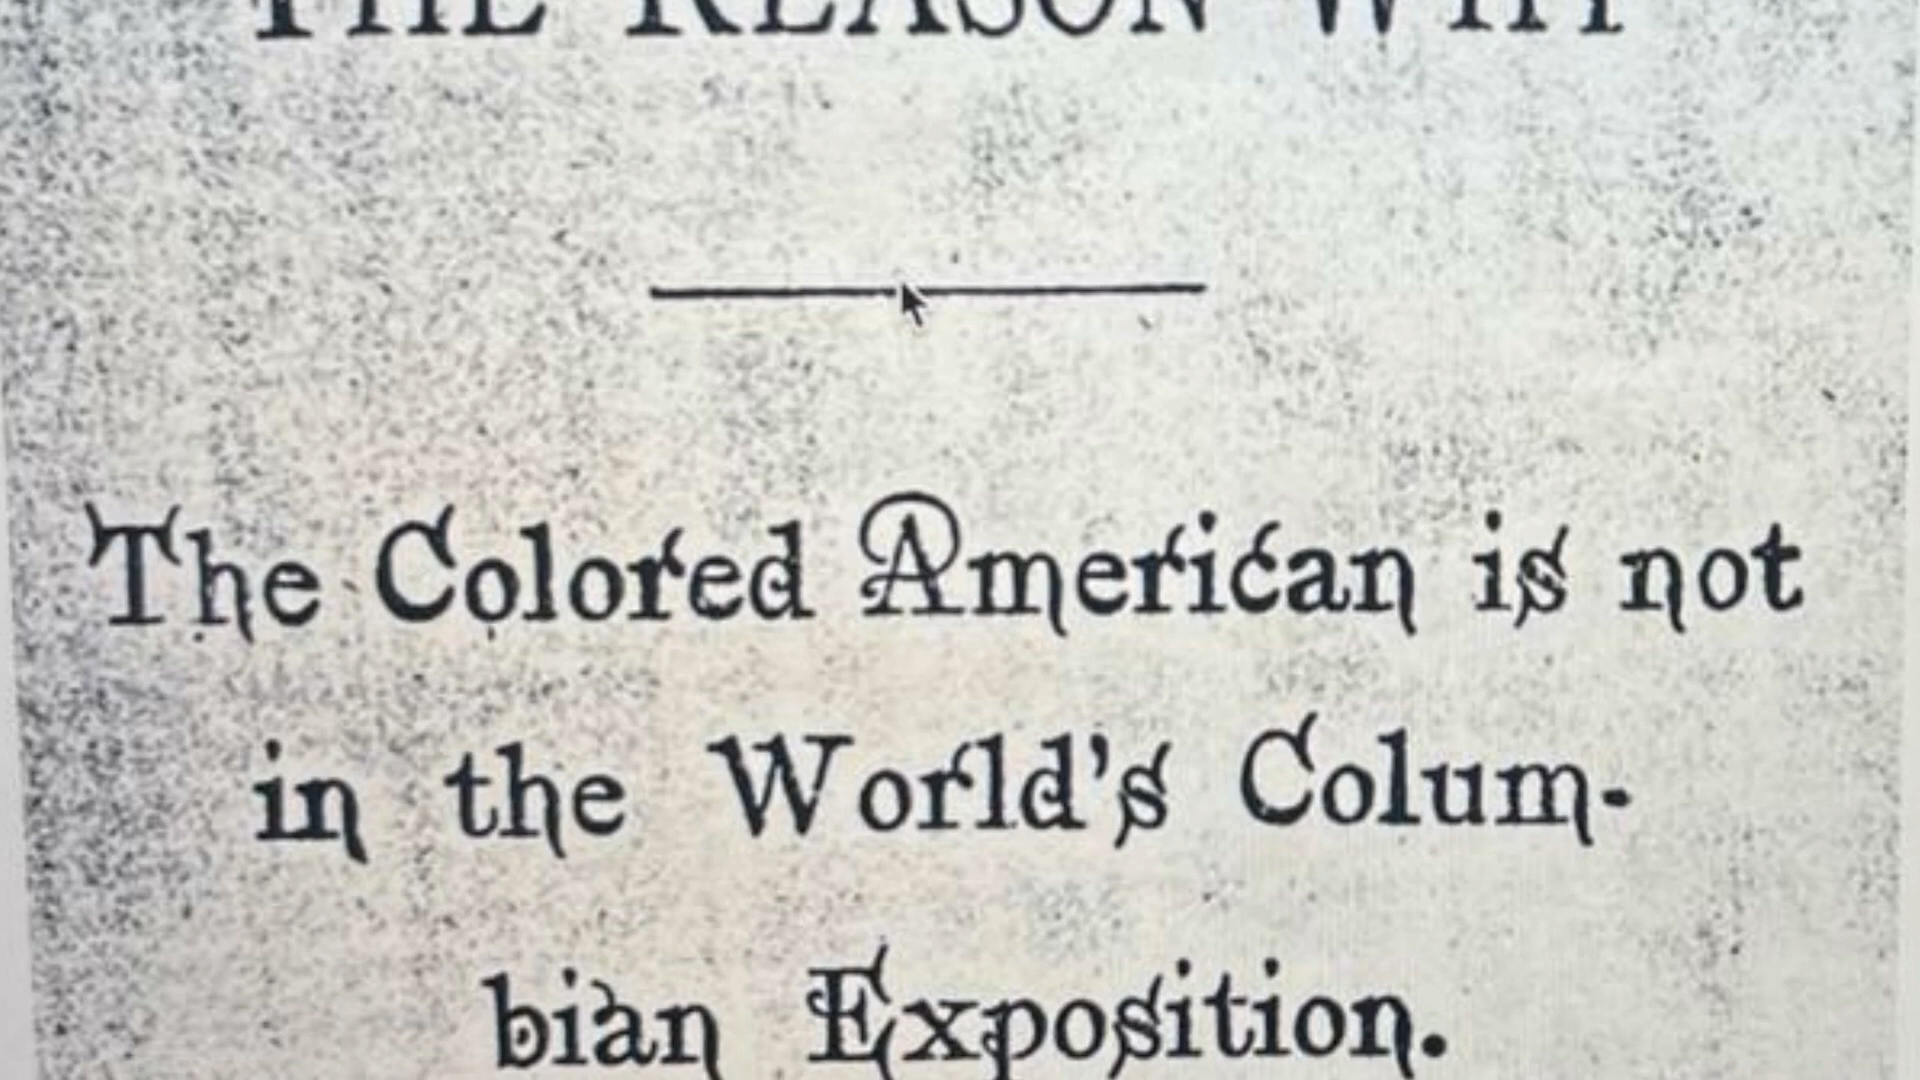 THE REASON WHY
The Colored American is not
in the World's Colum-
bian Exposition.